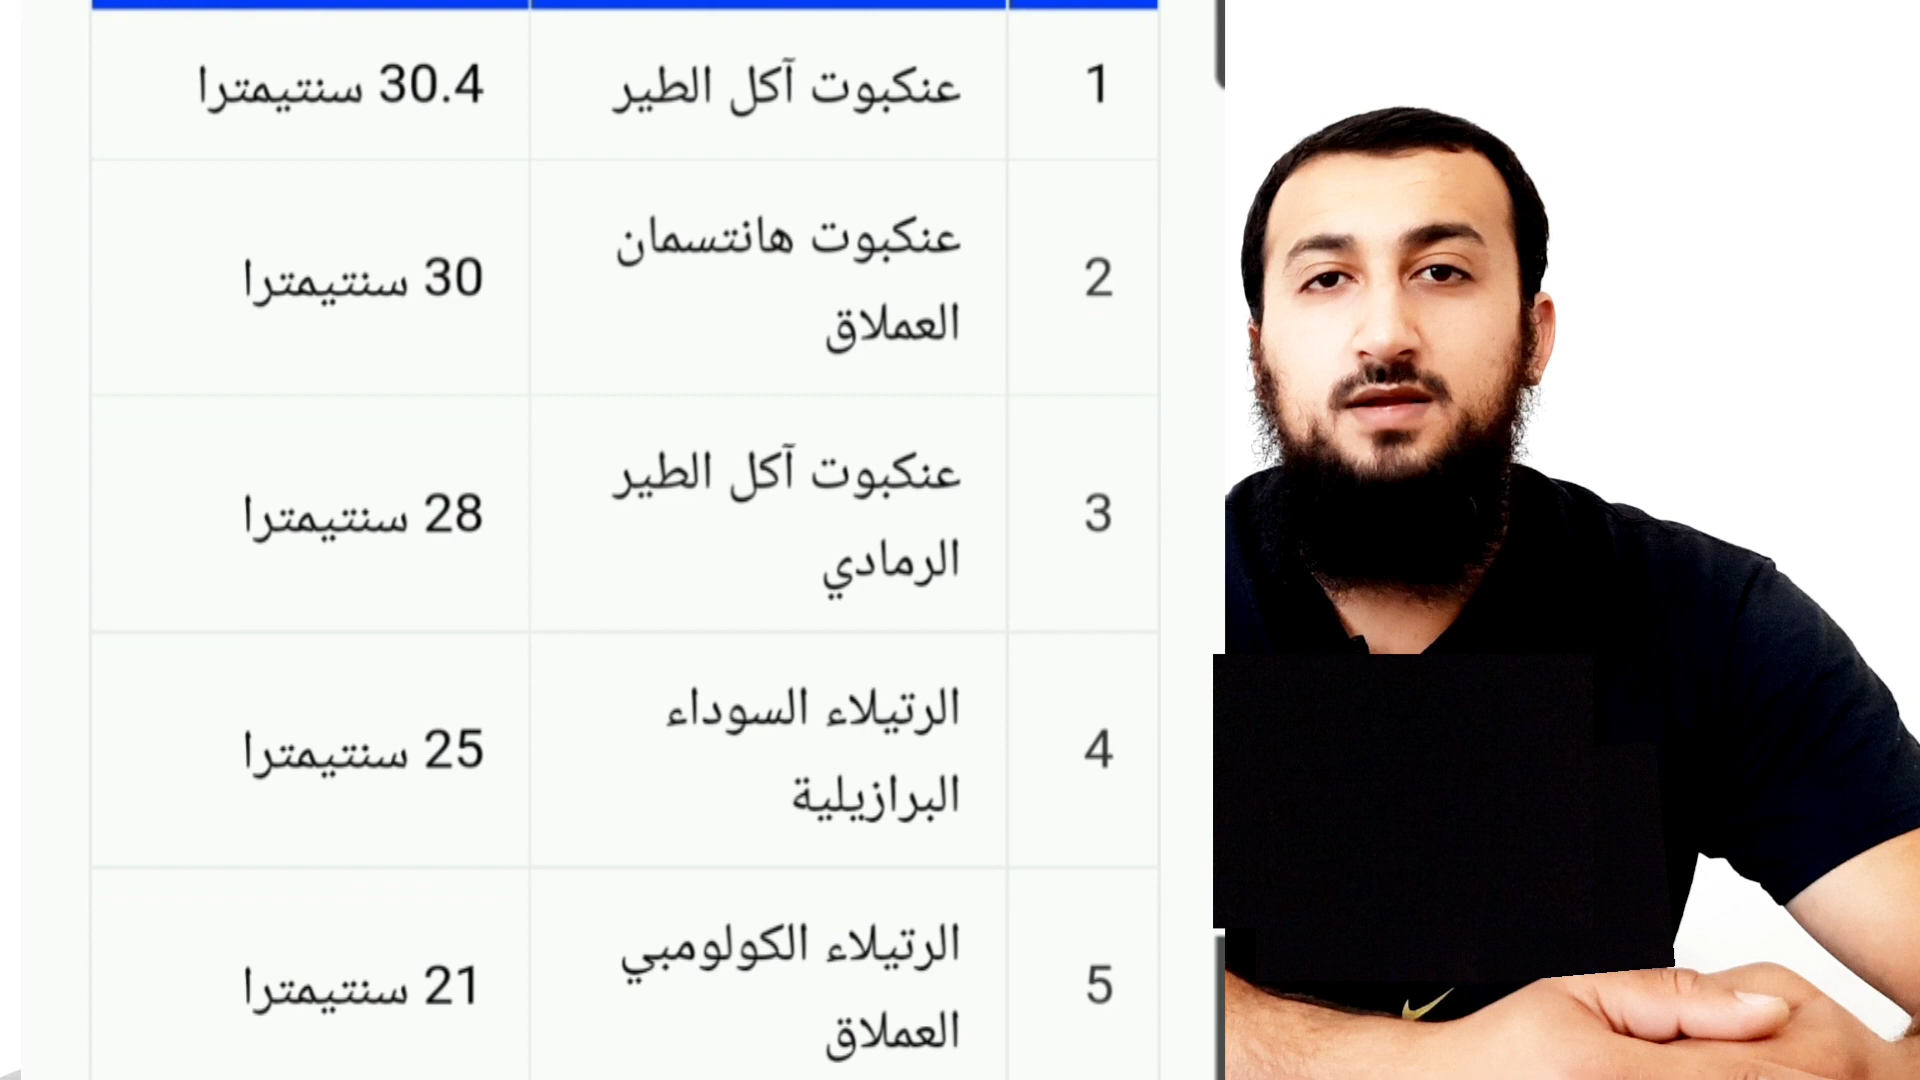 1 عنكبوت آكل الطير 30.4 سنتيمترا
2 عنكبوت هانتسمان 30 سنتيمترا
العملاق
3 عنكبوت آكل الطير 28 سنتيمترا
الرمادي
4 الرتيلاء السوداء 25 سنتيمترا
البرازيلية
5 الرتيلاء الكولومبي 21 سنتيمترا
العملاق